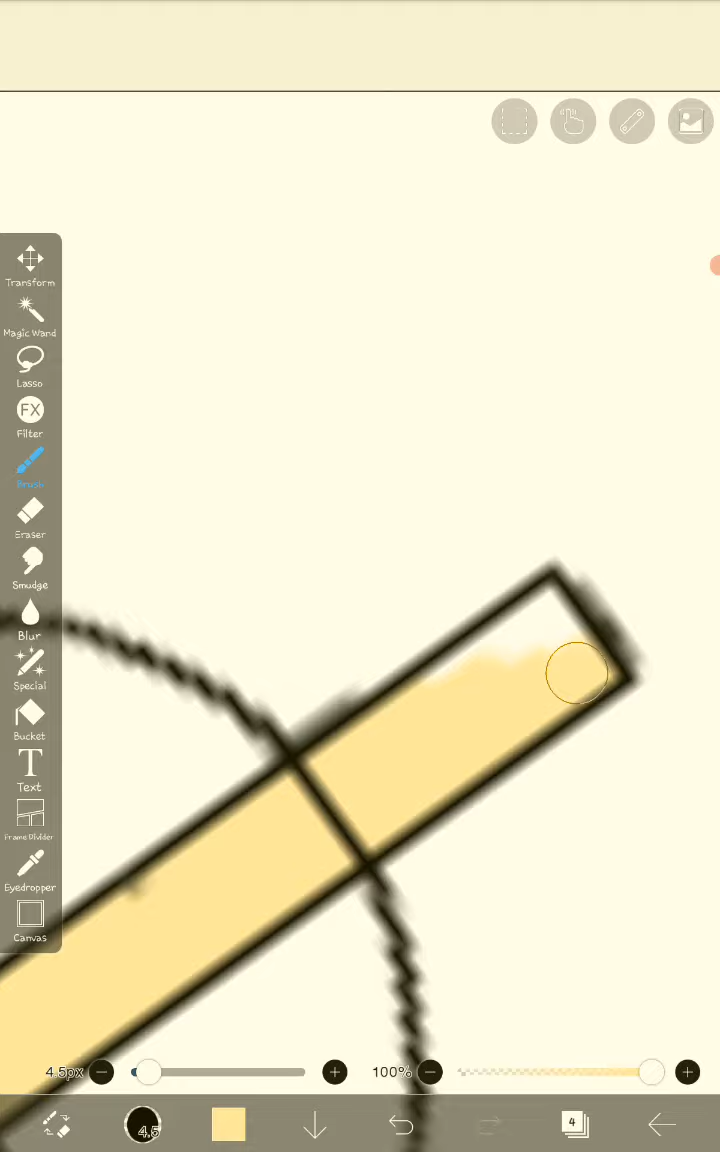 Transform
Magic Wand
Lasso
FX
Filter
Brush
Eraser
Smudge
Blur
Special
Bucket
T
Text
Frame Divider
Eyedropper
Canvas
4.5px
100%
4.5
4